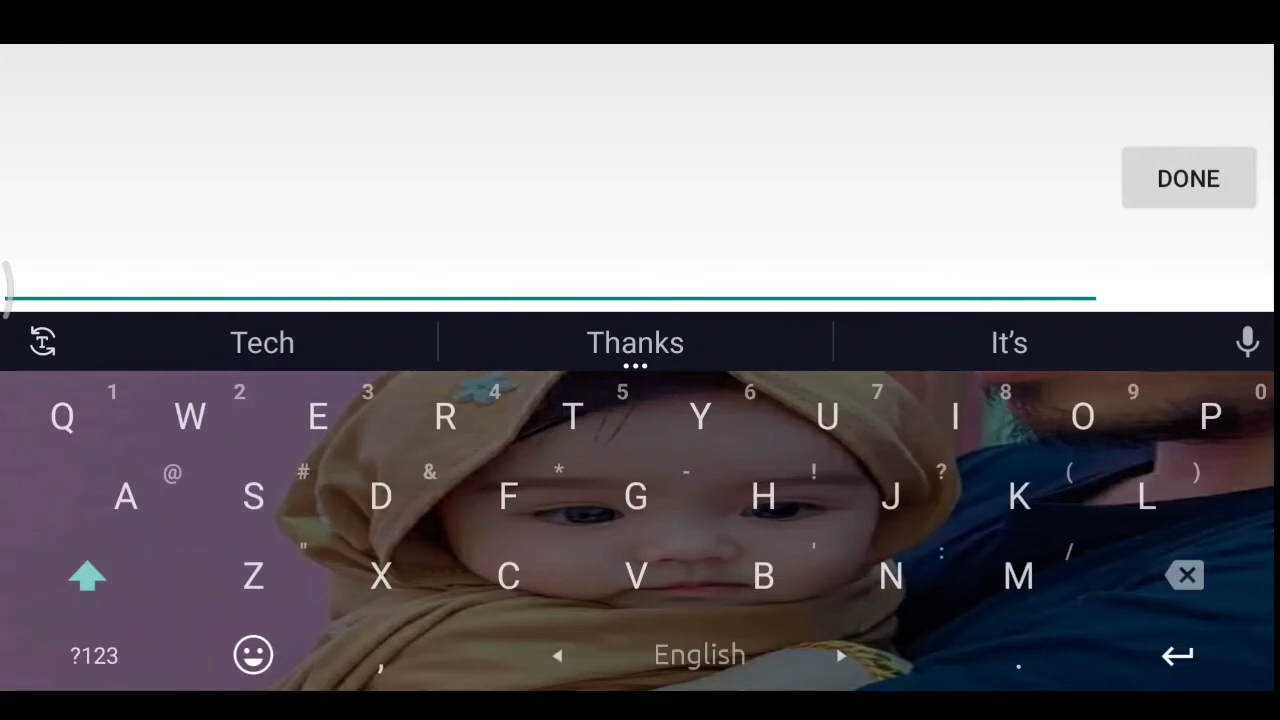 DONE
Tech Thanks It’s
1 2 3 4 5 6 7 8 9 0
Q W E R T Y U I O P
@ # & * - ! ? ( )
A S D F G H J K L
" ' : /
Z X C V B N M
?123 , English .